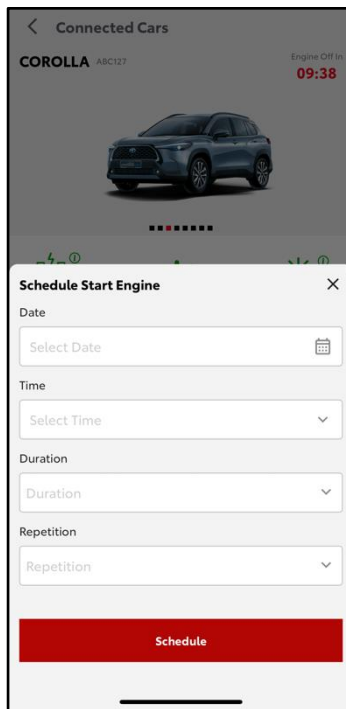 Connected Cars
COROLLA ABC127
Engine Off In
09:38
Schedule Start Engine
Date
Select Date
Time
Select Time
Duration
Duration
Repetition
Repetition
Schedule